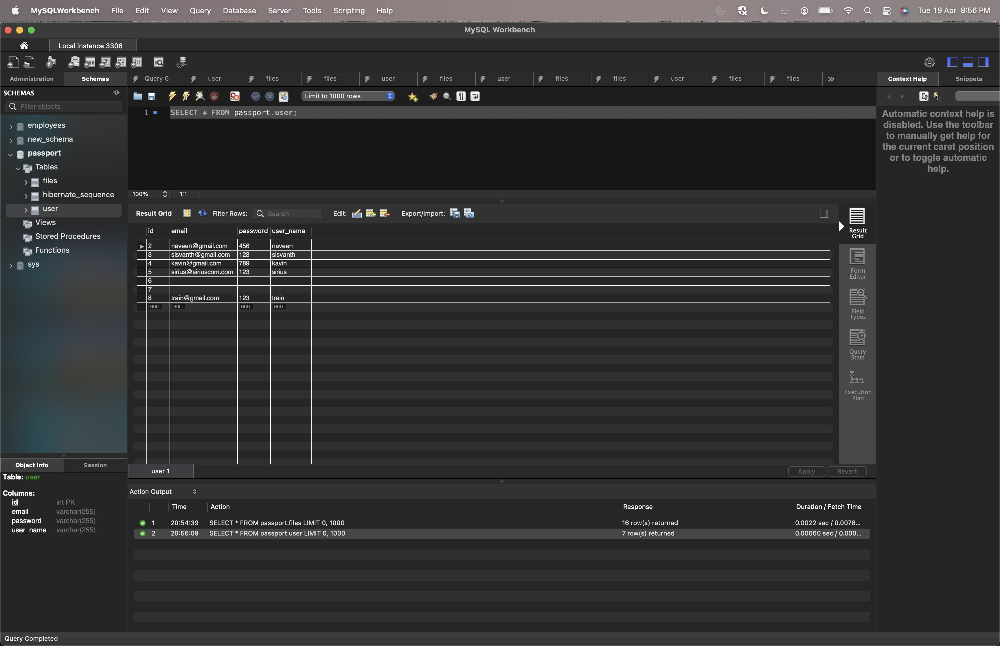 MySQLWorkbench File Edit View Query Database Server Tools Scripting Help Tue 19 Apr 8:56 PM
MySQL Workbench
Local instance 3306
Administration Schemas Query 6 user files files user files user files files user files files Context Help Snippets
SCHEMAS
Limit to 1000 rows
Filter objects
1 SELECT * FROM passport.user;
Automatic context help is
disabled. Use the toolbar
to manually get help for
the current caret position
or to toggle automatic
help.
employees
new_schema
passport
Tables
files
hibernate_sequence
user
Views
Stored Procedures
Functions
sys
100% 1:1
Result Grid Filter Rows: Search Edit: Export/Import:
id email password user_name
2 naveen@gmail.com 456 naveen
3 sisvanth@gmail.com 123 sisvanth
4 kavin@gmail.com 789 kavin
5 sirius@siriuscom.com 123 sirius
6
7
8 train@gmail.com 123 train
NULL NULL NULL NULL
Result
Grid
Form
Editor
Field
Types
Query
Stats
Execution
Plan
Object Info Session
Table: user
Columns:
id int PK
email varchar(255)
password varchar(255)
user_name varchar(255)
user 1 Apply Revert
Action Output
Time Action Response Duration / Fetch Time
1 20:54:39 SELECT * FROM passport.files LIMIT 0, 1000 16 row(s) returned 0.0022 sec / 0.0078...
2 20:56:09 SELECT * FROM passport.user LIMIT 0, 1000 7 row(s) returned 0.00060 sec / 0.000...
Query Completed